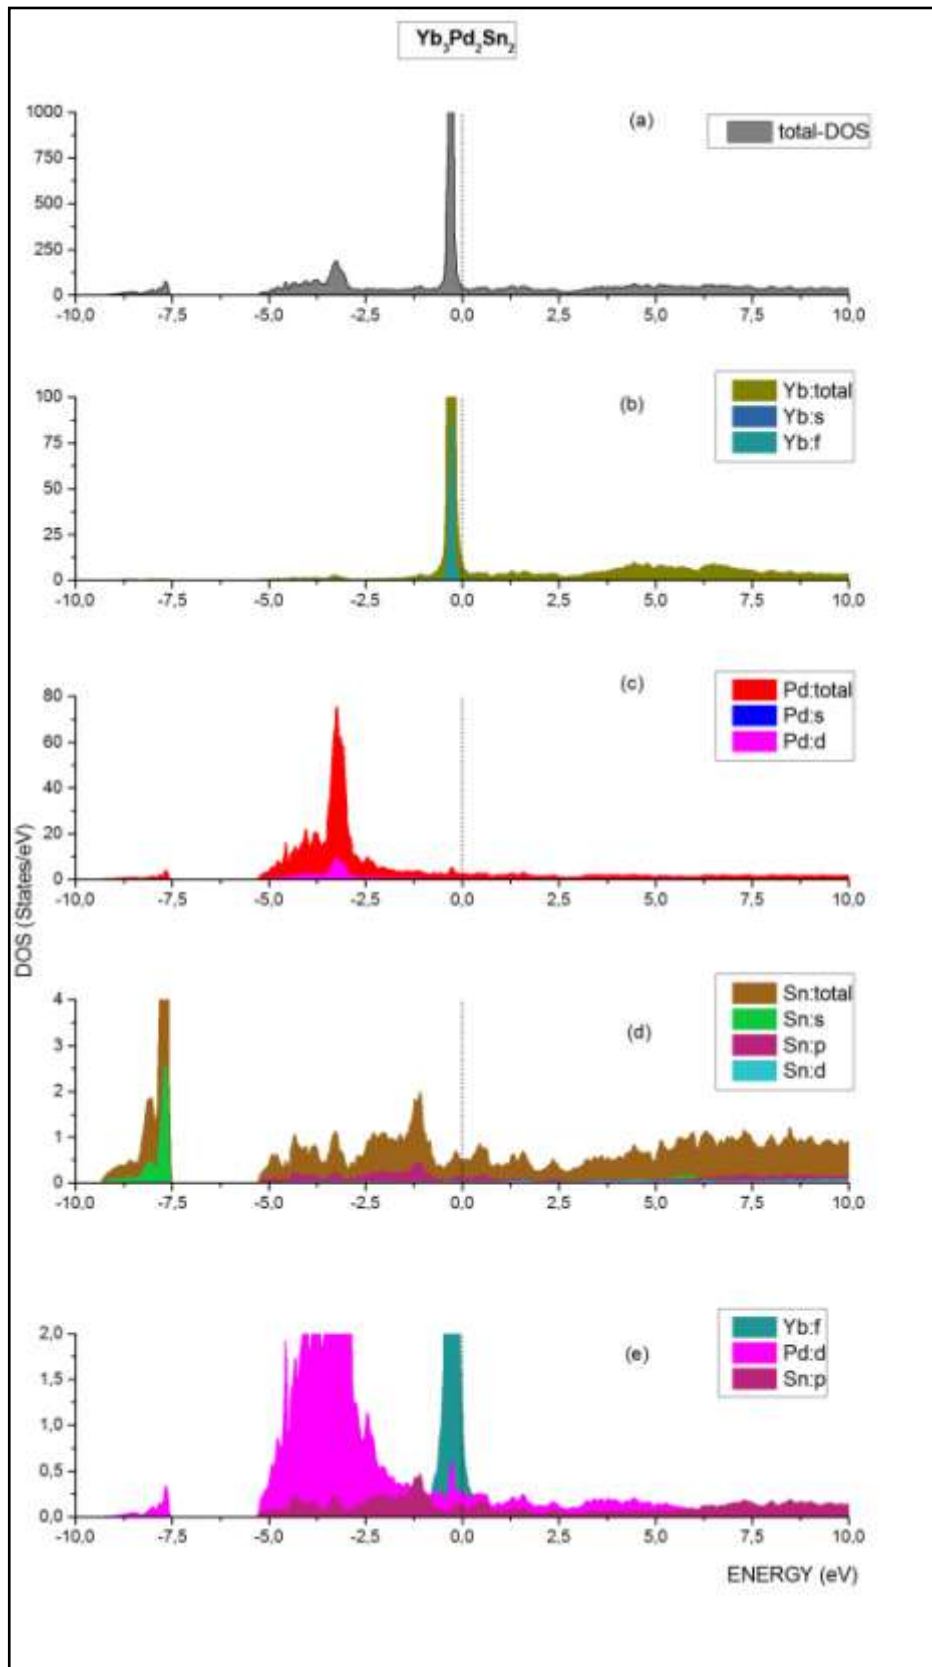 Yb₃Pd₂Sn₂
(a)
total-DOS
1000
750
500
250
0
-10,0 -7,5 -5,0 -2,5 0,0 2,5 5,0 7,5 10,0
(b)
Yb:total
Yb:s
Yb:f
100
75
50
25
0
-10,0 -7,5 -5,0 -2,5 0,0 2,5 5,0 7,5 10,0
(c)
Pd:total
Pd:s
Pd:d
80
60
40
20
0
-10,0 -7,5 -5,0 -2,5 0,0 2,5 5,0 7,5 10,0
DOS (States/eV)
(d)
Sn:total
Sn:s
Sn:p
Sn:d
4
3
2
1
0
-10,0 -7,5 -5,0 -2,5 0,0 2,5 5,0 7,5 10,0
(e)
Yb:f
Pd:d
Sn:p
2,0
1,5
1,0
0,5
0,0
-10,0 -7,5 -5,0 -2,5 0,0 2,5 5,0 7,5 10,0
ENERGY (eV)